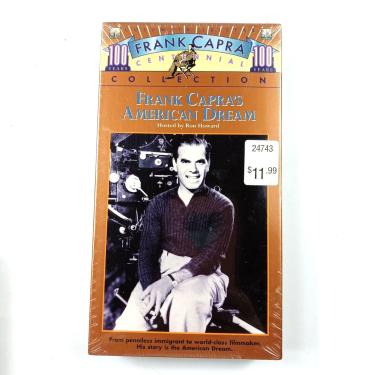 100 FRANK CAPRA 100
YEARS CENTENNIAL YEARS
COLLECTION
FRANK CAPRA'S
AMERICAN DREAM
Hosted by Ron Howard
24743
$11.99
From penniless immigrant to world-class filmmaker,
His story is the American Dream.